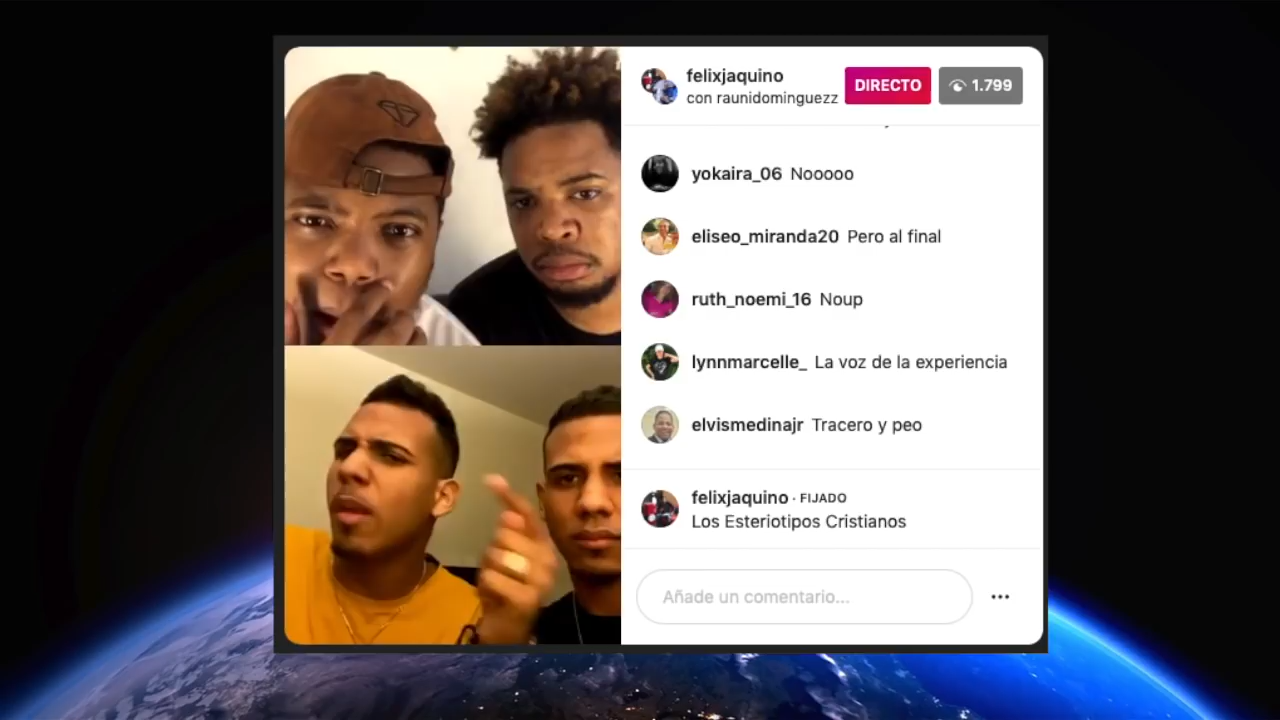 felixjaquino
con raunidominguezz
DIRECTO
1.799
yokaira_06 Nooooo
eliseo_miranda20 Pero al final
ruth_noemi_16 Noup
lynnmarcelle_ La voz de la experiencia
elvismedinajr Tracero y peo
felixjaquino · FIJADO
Los Esteriotipos Cristianos
Añade un comentario...